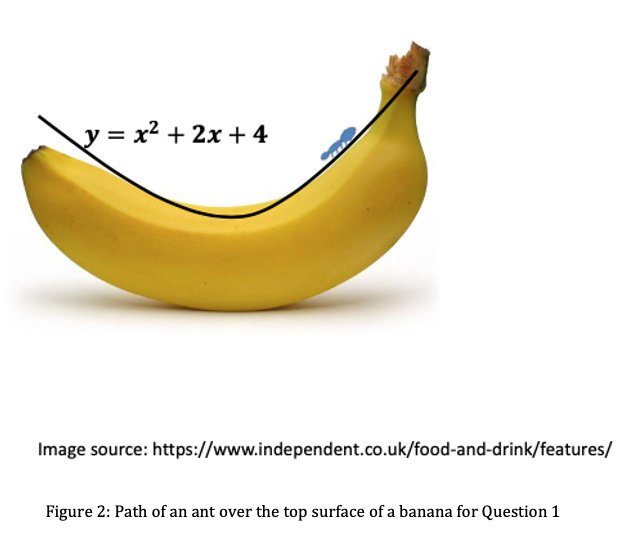 y = x² + 2x + 4
Image source: https://www.independent.co.uk/food-and-drink/features/
Figure 2: Path of an ant over the top surface of a banana for Question 1